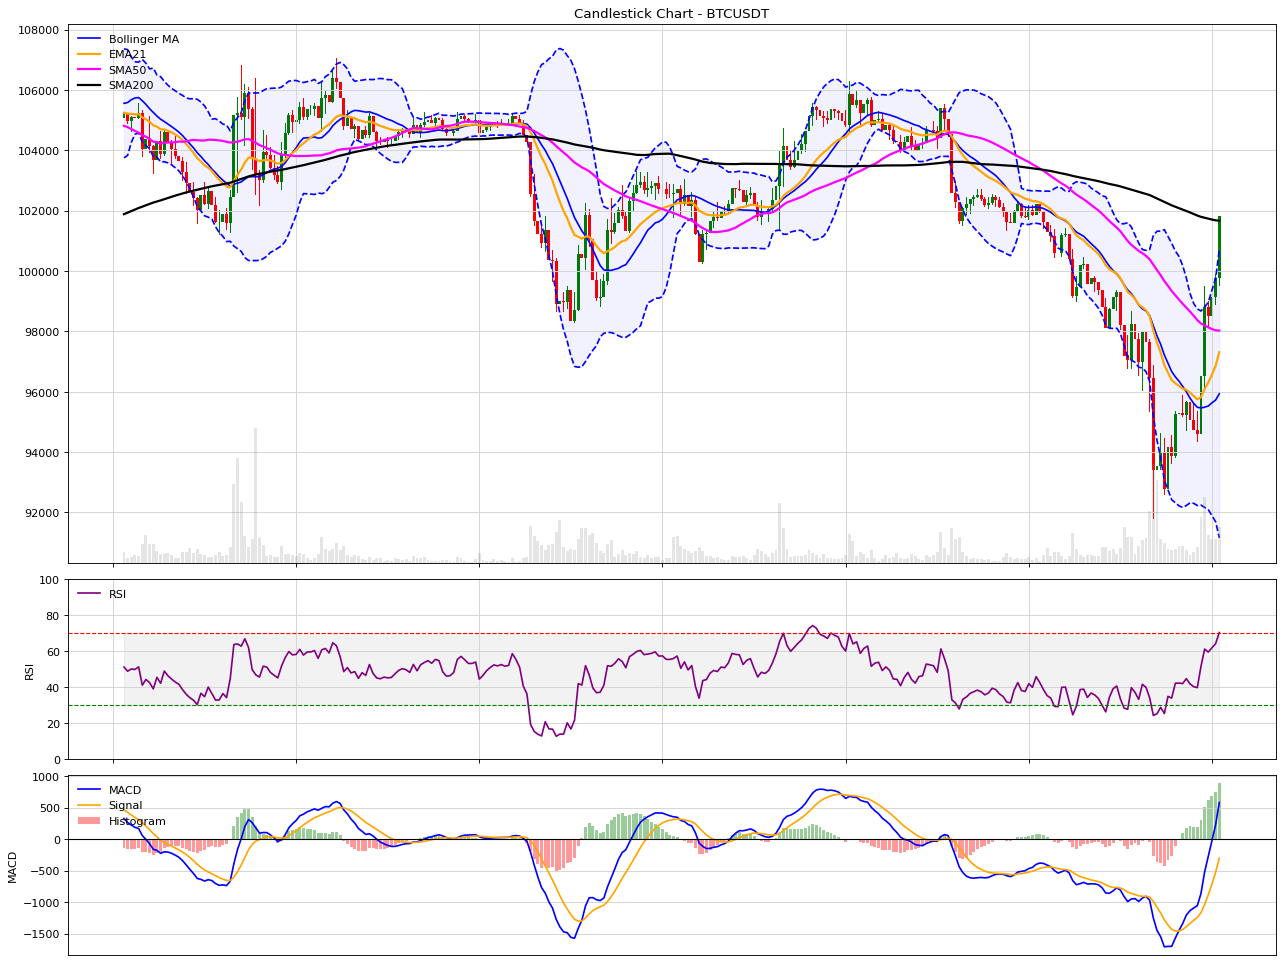 Candlestick Chart - BTCUSDT
108000
106000
104000
102000
100000
98000
96000
94000
92000
Bollinger MA
EMA21
SMA50
SMA200
100
80
60
40
20
0
RSI
RSI
1000
500
0
−500
−1000
−1500
MACD
MACD
Signal
Histogram